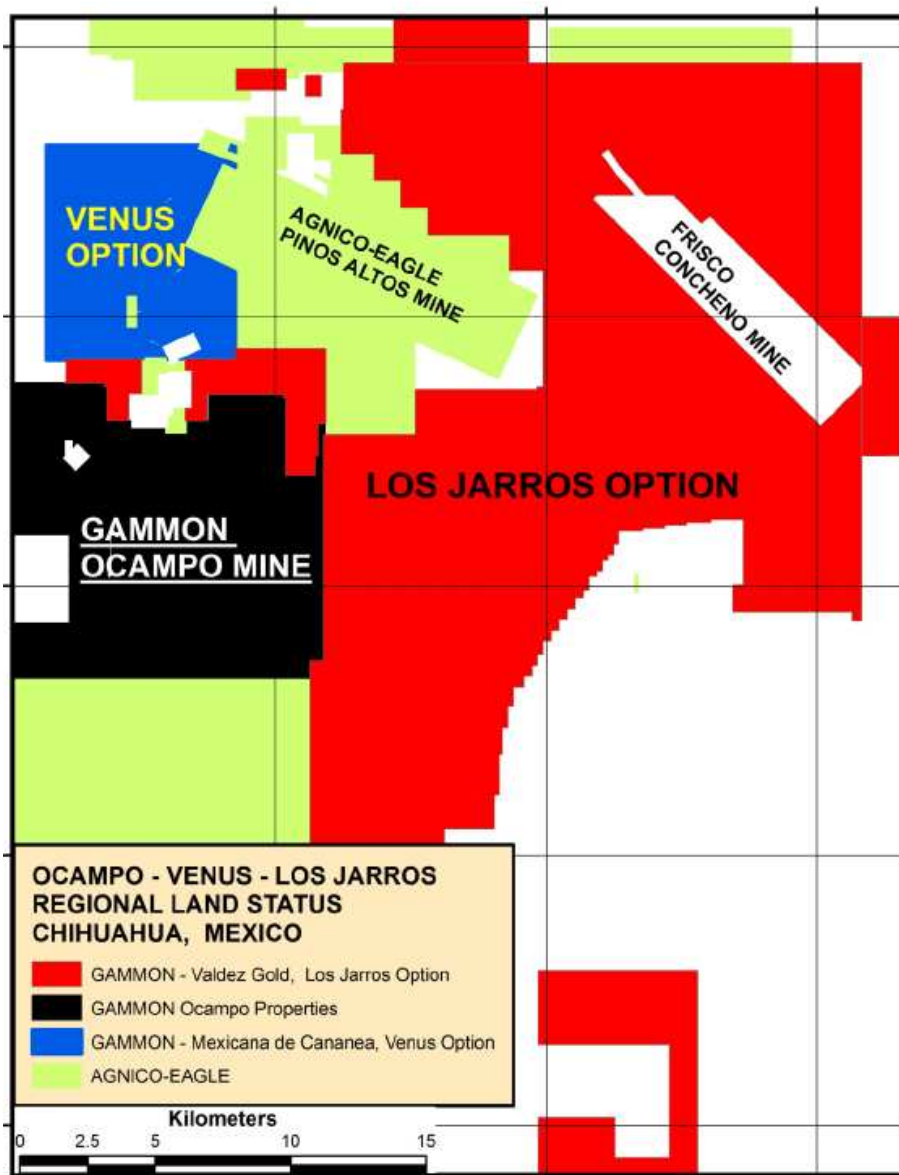 VENUS
OPTION
AGNICO-EAGLE
PINOS ALTOS MINE
FRISCO
CONCHENO MINE
LOS JARROS OPTION
GAMMON
OCAMPO MINE
OCAMPO - VENUS - LOS JARROS
REGIONAL LAND STATUS
CHIHUAHUA, MEXICO
GAMMON - Valdez Gold, Los Jarros Option
GAMMON Ocampo Properties
GAMMON - Mexicana de Cananea, Venus Option
AGNICO-EAGLE
Kilometers
0 2.5 5 10 15